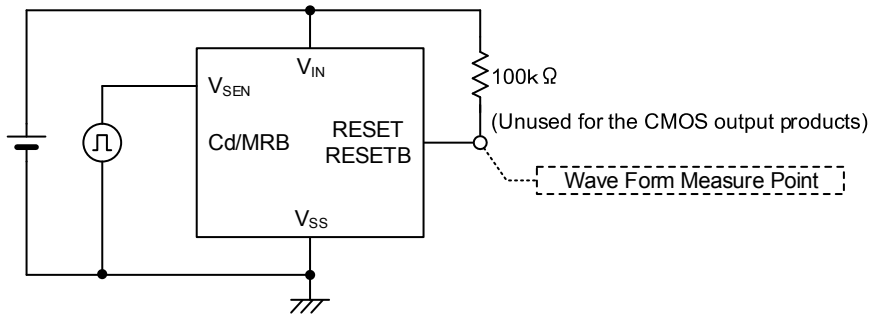 V_IN
100kΩ
V_SEN
(Unused for the CMOS output products)
Cd/MRB
RESET
RESETB
Wave Form Measure Point
V_SS